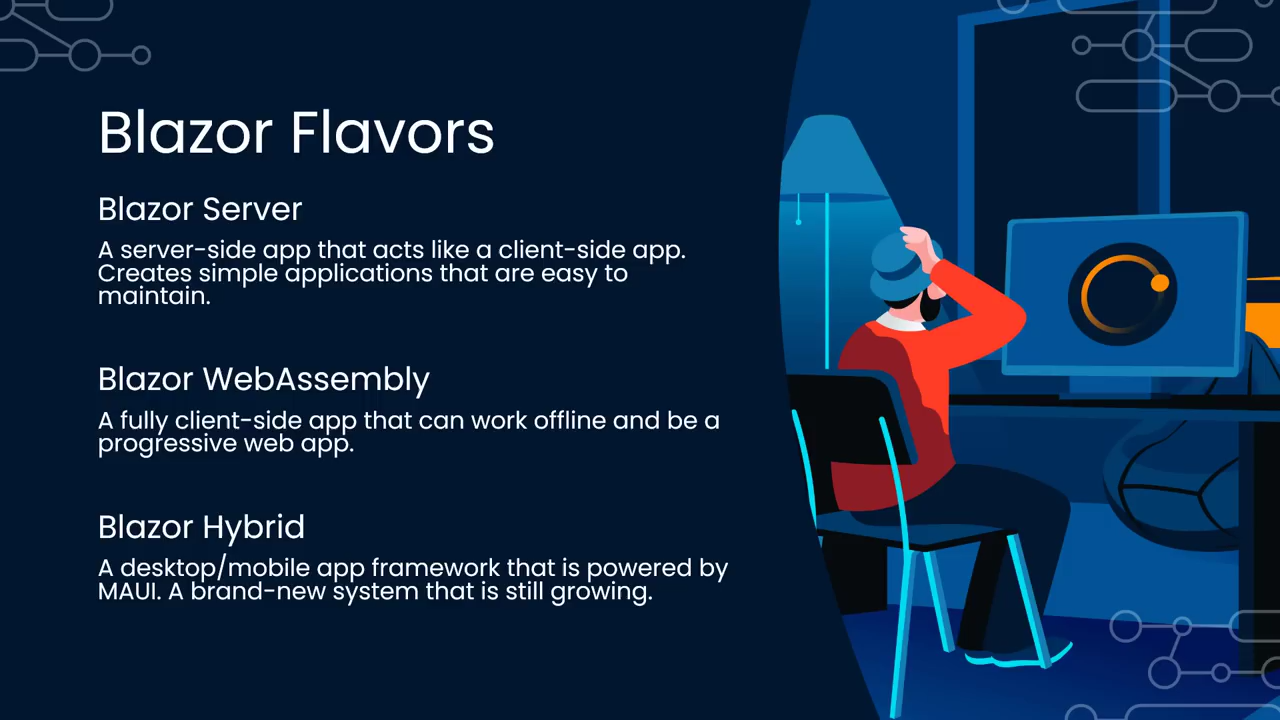 Blazor Flavors
Blazor Server
A server-side app that acts like a client-side app.
Creates simple applications that are easy to
maintain.
Blazor WebAssembly
A fully client-side app that can work offline and be a
progressive web app.
Blazor Hybrid
A desktop/mobile app framework that is powered by
MAUI. A brand-new system that is still growing.